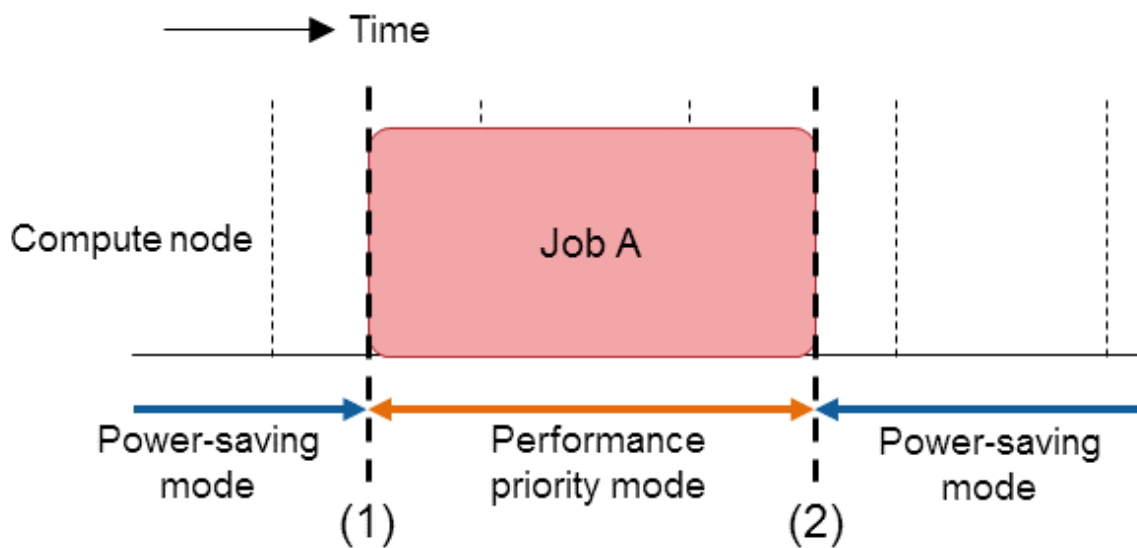 Time
Compute node
Job A
Power-saving
mode
Performance
priority mode
Power-saving
mode
(1)
(2)